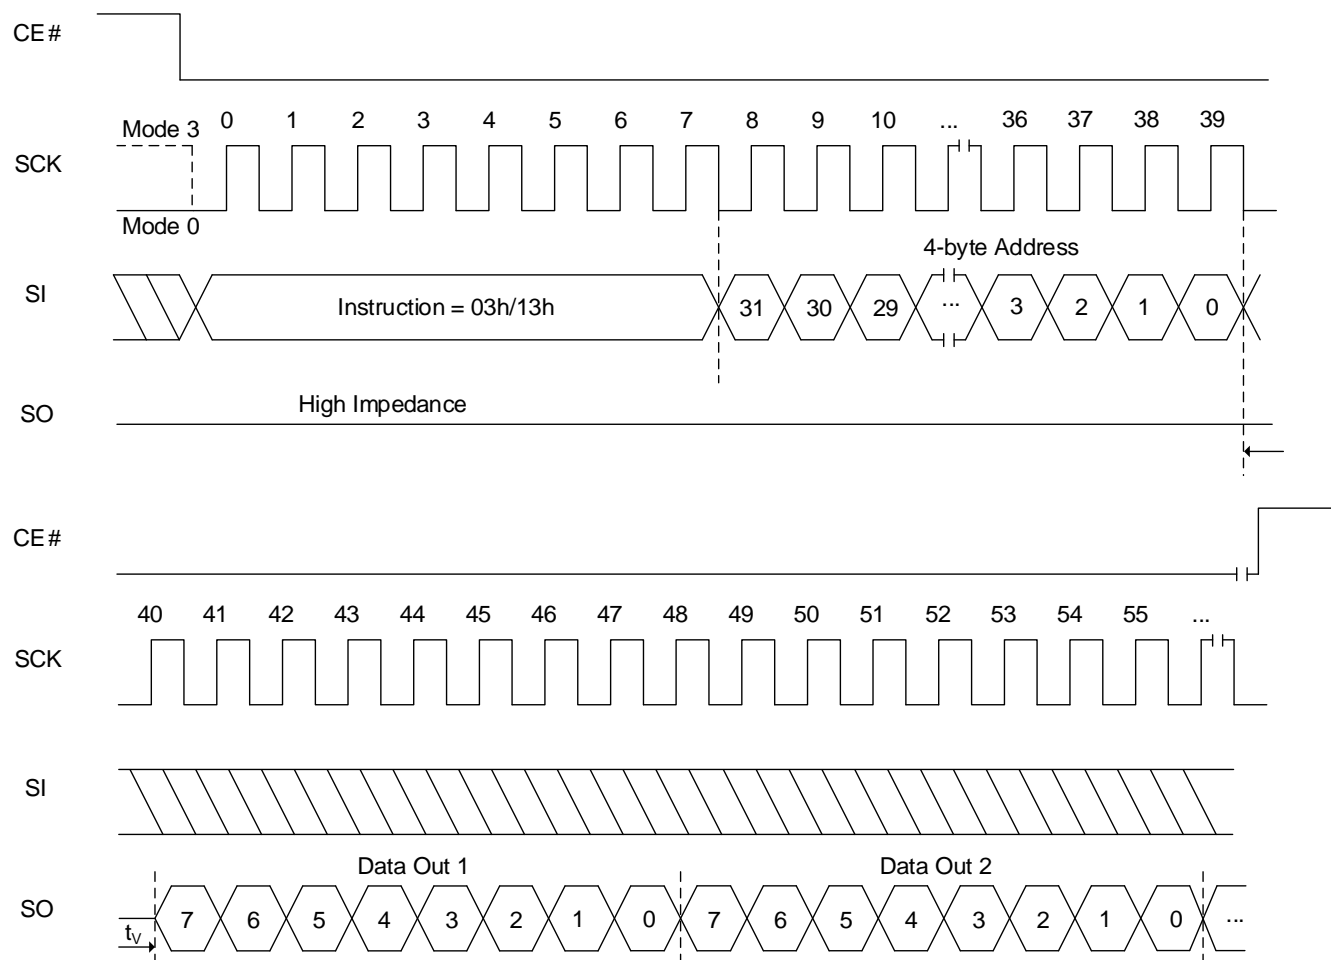 CE#
Mode 3 0 1 2 3 4 5 6 7 8 9 10 ... 36 37 38 39
SCK
Mode 0
4-byte Address
SI Instruction = 03h/13h 31 30 29 ... 3 2 1 0
High Impedance
SO
CE#
40 41 42 43 44 45 46 47 48 49 50 51 52 53 54 55 ...
SCK
SI
Data Out 1 Data Out 2
SO 7 6 5 4 3 2 1 0 7 6 5 4 3 2 1 0 ...
tV